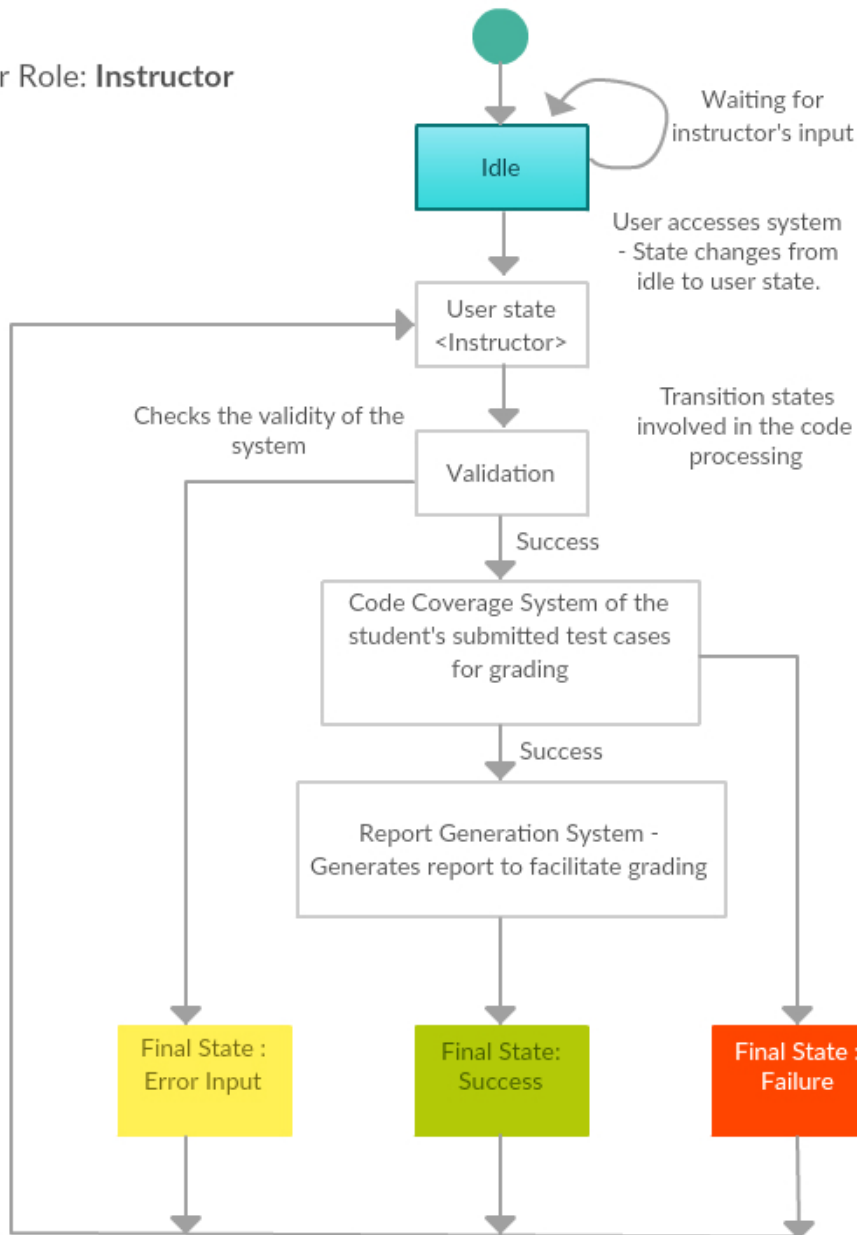 r Role: Instructor
Waiting for
instructor's input
Idle
User accesses system
- State changes from
idle to user state.
User state
<Instructor>
Transition states
involved in the code
processing
Checks the validity of the
system
Validation
Success
Code Coverage System of the
student's submitted test cases
for grading
Success
Report Generation System -
Generates report to facilitate grading
Final State :
Error Input
Final State:
Success
Final State :
Failure